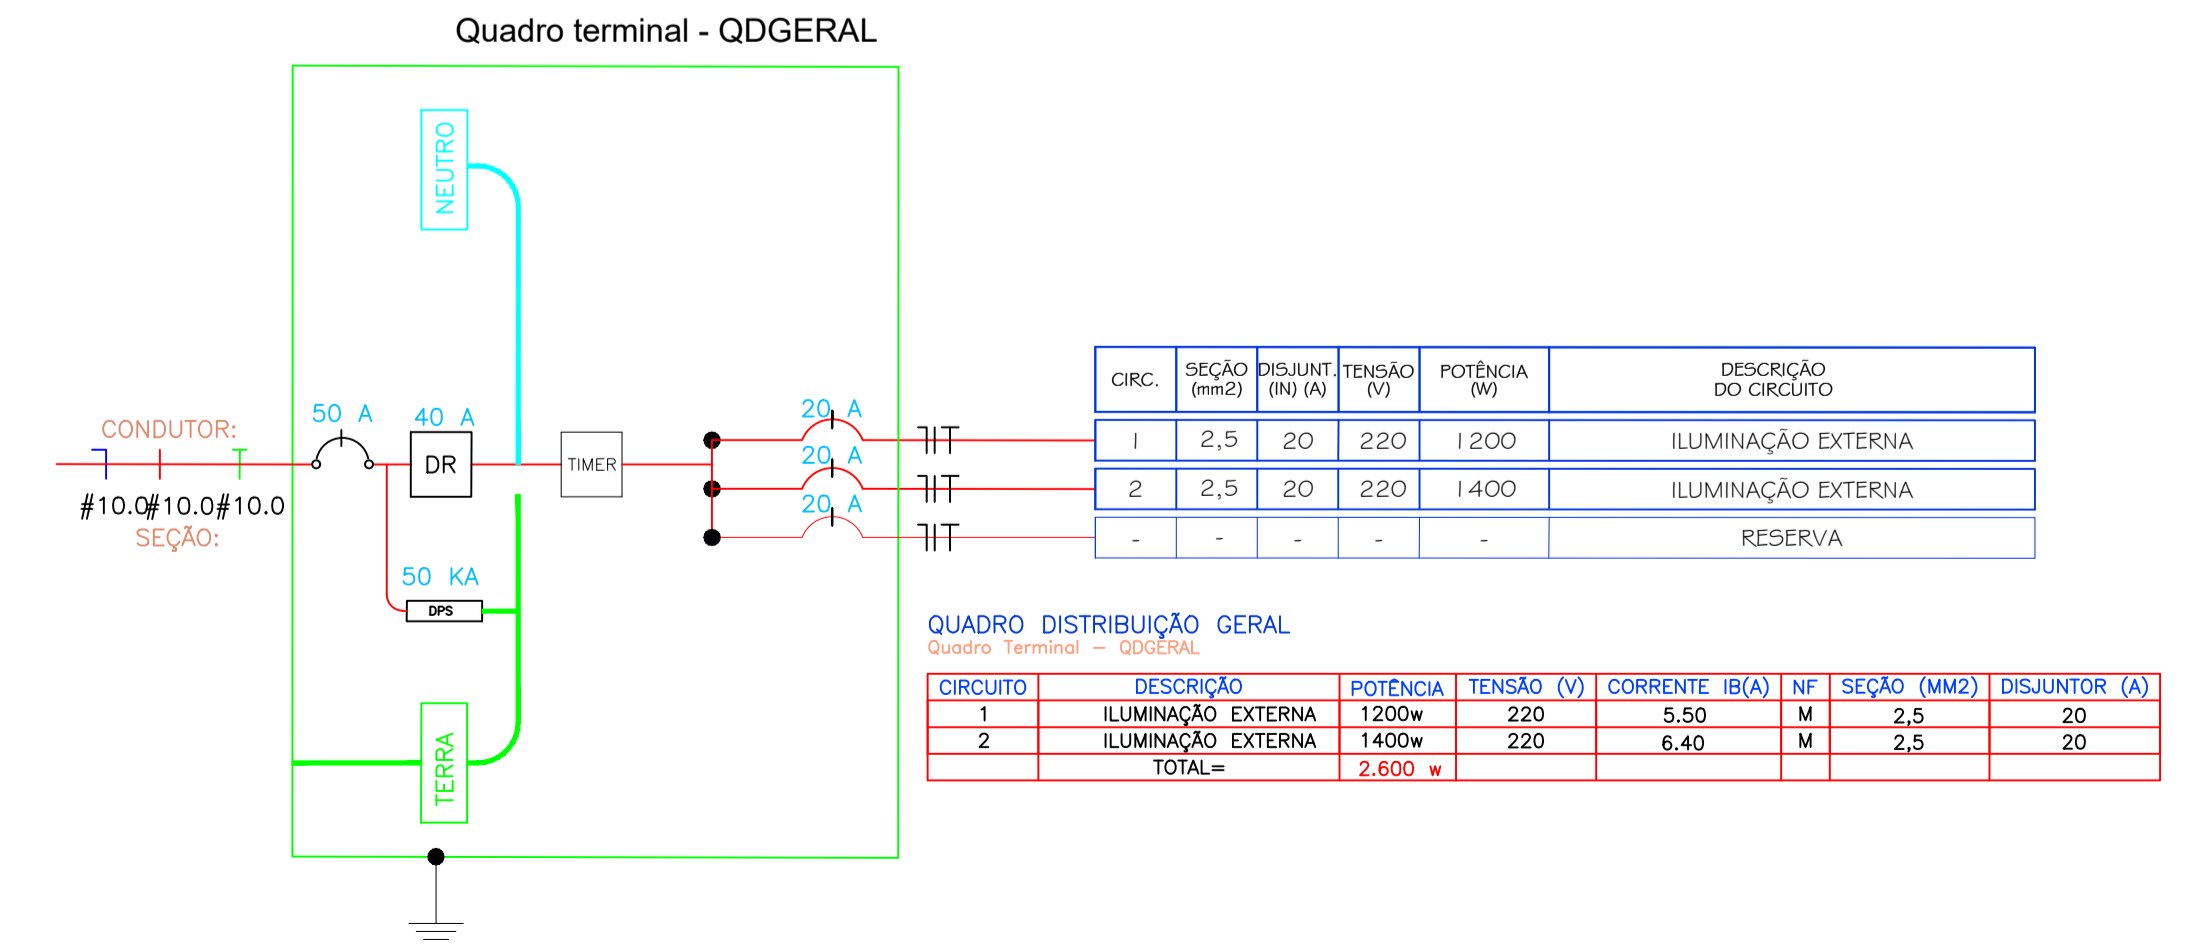 Quadro terminal - QDGERAL
NEUTRO
50 A
40 A
CONDUTOR:
DR
TIMER
#10.0#10.0#10.0
SEÇÃO:
50 KA
DPS
TERRA
20 A
20 A
20 A
CIRC. SEÇÃO (mm2) DISJUNT. (IN) (A) TENSÃO (V) POTÊNCIA (W) DESCRIÇÃO DO CIRCUITO
1 2,5 20 220 1200 ILUMINAÇÃO EXTERNA
2 2,5 20 220 1400 ILUMINAÇÃO EXTERNA
- - - - - RESERVA
QUADRO DISTRIBUIÇÃO GERAL
Quadro Terminal - QDGERAL
CIRCUITO DESCRIÇÃO POTÊNCIA TENSÃO (V) CORRENTE IB(A) NF SEÇÃO (MM2) DISJUNTOR (A)
1 ILUMINAÇÃO EXTERNA 1200w 220 5.50 M 2,5 20
2 ILUMINAÇÃO EXTERNA 1400w 220 6.40 M 2,5 20
TOTAL= 2.600 w